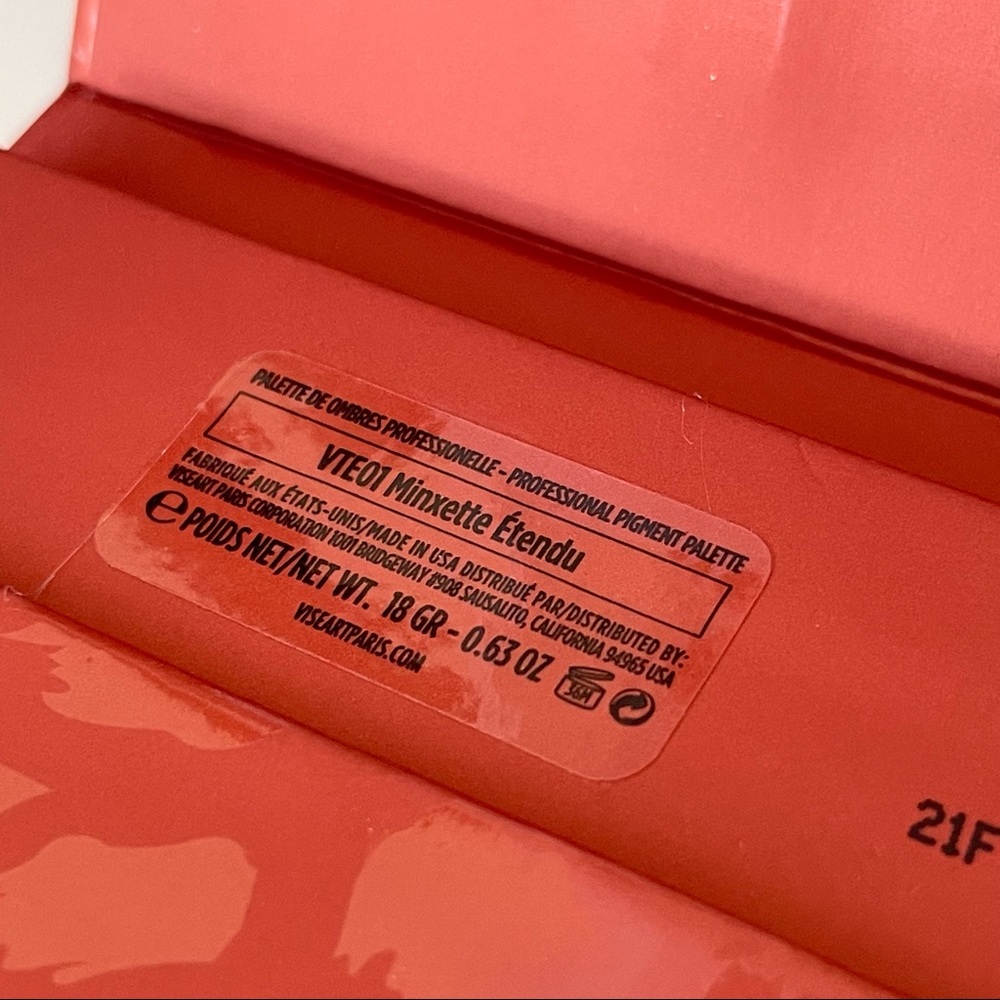 PALETTE DE OMBRES PROFESSIONELLE - PROFESSIONAL PIGMENT PALETTE
VTE01 Minxette Étendu
FABRIQUÉ AUX ÉTATS-UNIS/MADE IN USA DISTRIBUÉ PAR/DISTRIBUTED BY:
VISEART PARIS CORPORATION 1001 BRIDGEWAY #908 SAUSALITO, CALIFORNIA 94965 USA
℮ POIDS NET/NET WT. 18 GR - 0.63 OZ 36M
VISEARTPARIS.COM
21F